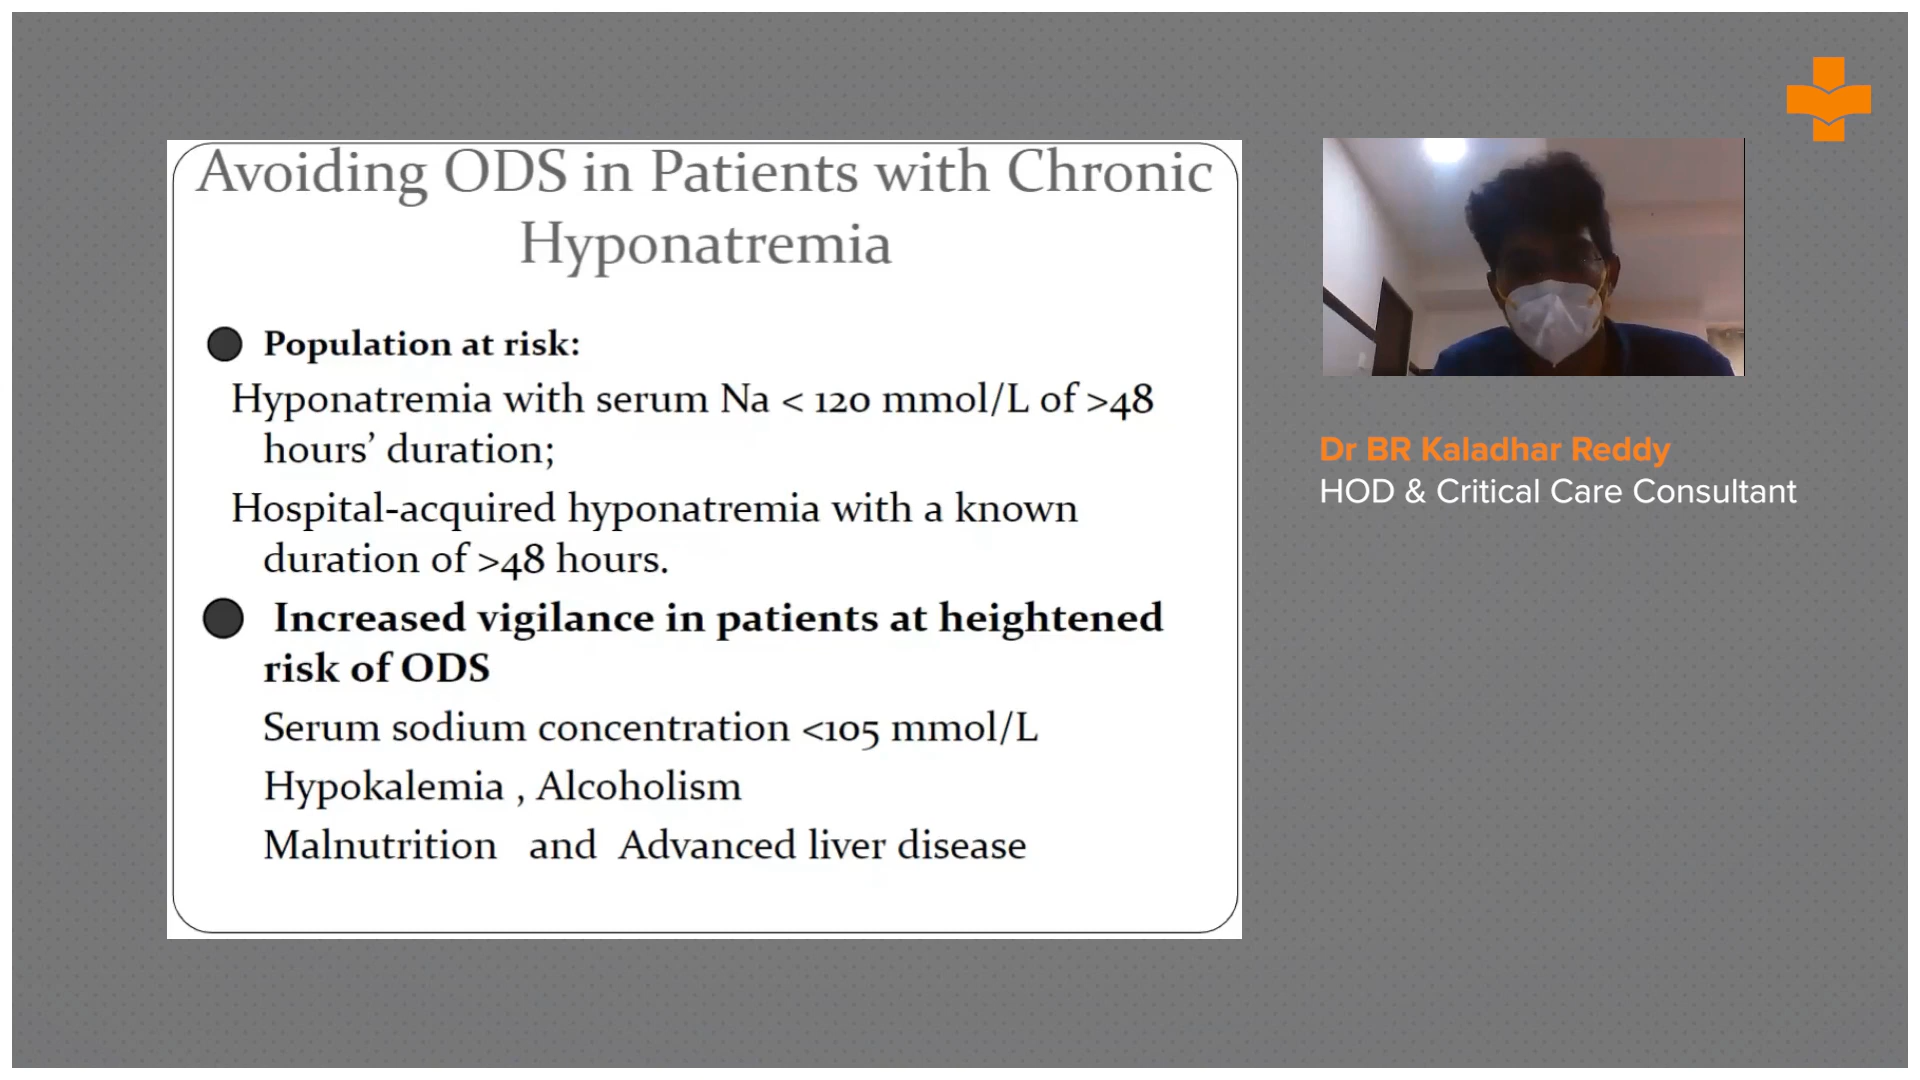 Avoiding ODS in Patients with Chronic
Hyponatremia
Population at risk:
Hyponatremia with serum Na < 120 mmol/L of >48
hours’ duration;
Hospital-acquired hyponatremia with a known
duration of >48 hours.
Increased vigilance in patients at heightened
risk of ODS
Serum sodium concentration <105 mmol/L
Hypokalemia , Alcoholism
Malnutrition and Advanced liver disease
Dr BR Kaladhar Reddy
HOD & Critical Care Consultant